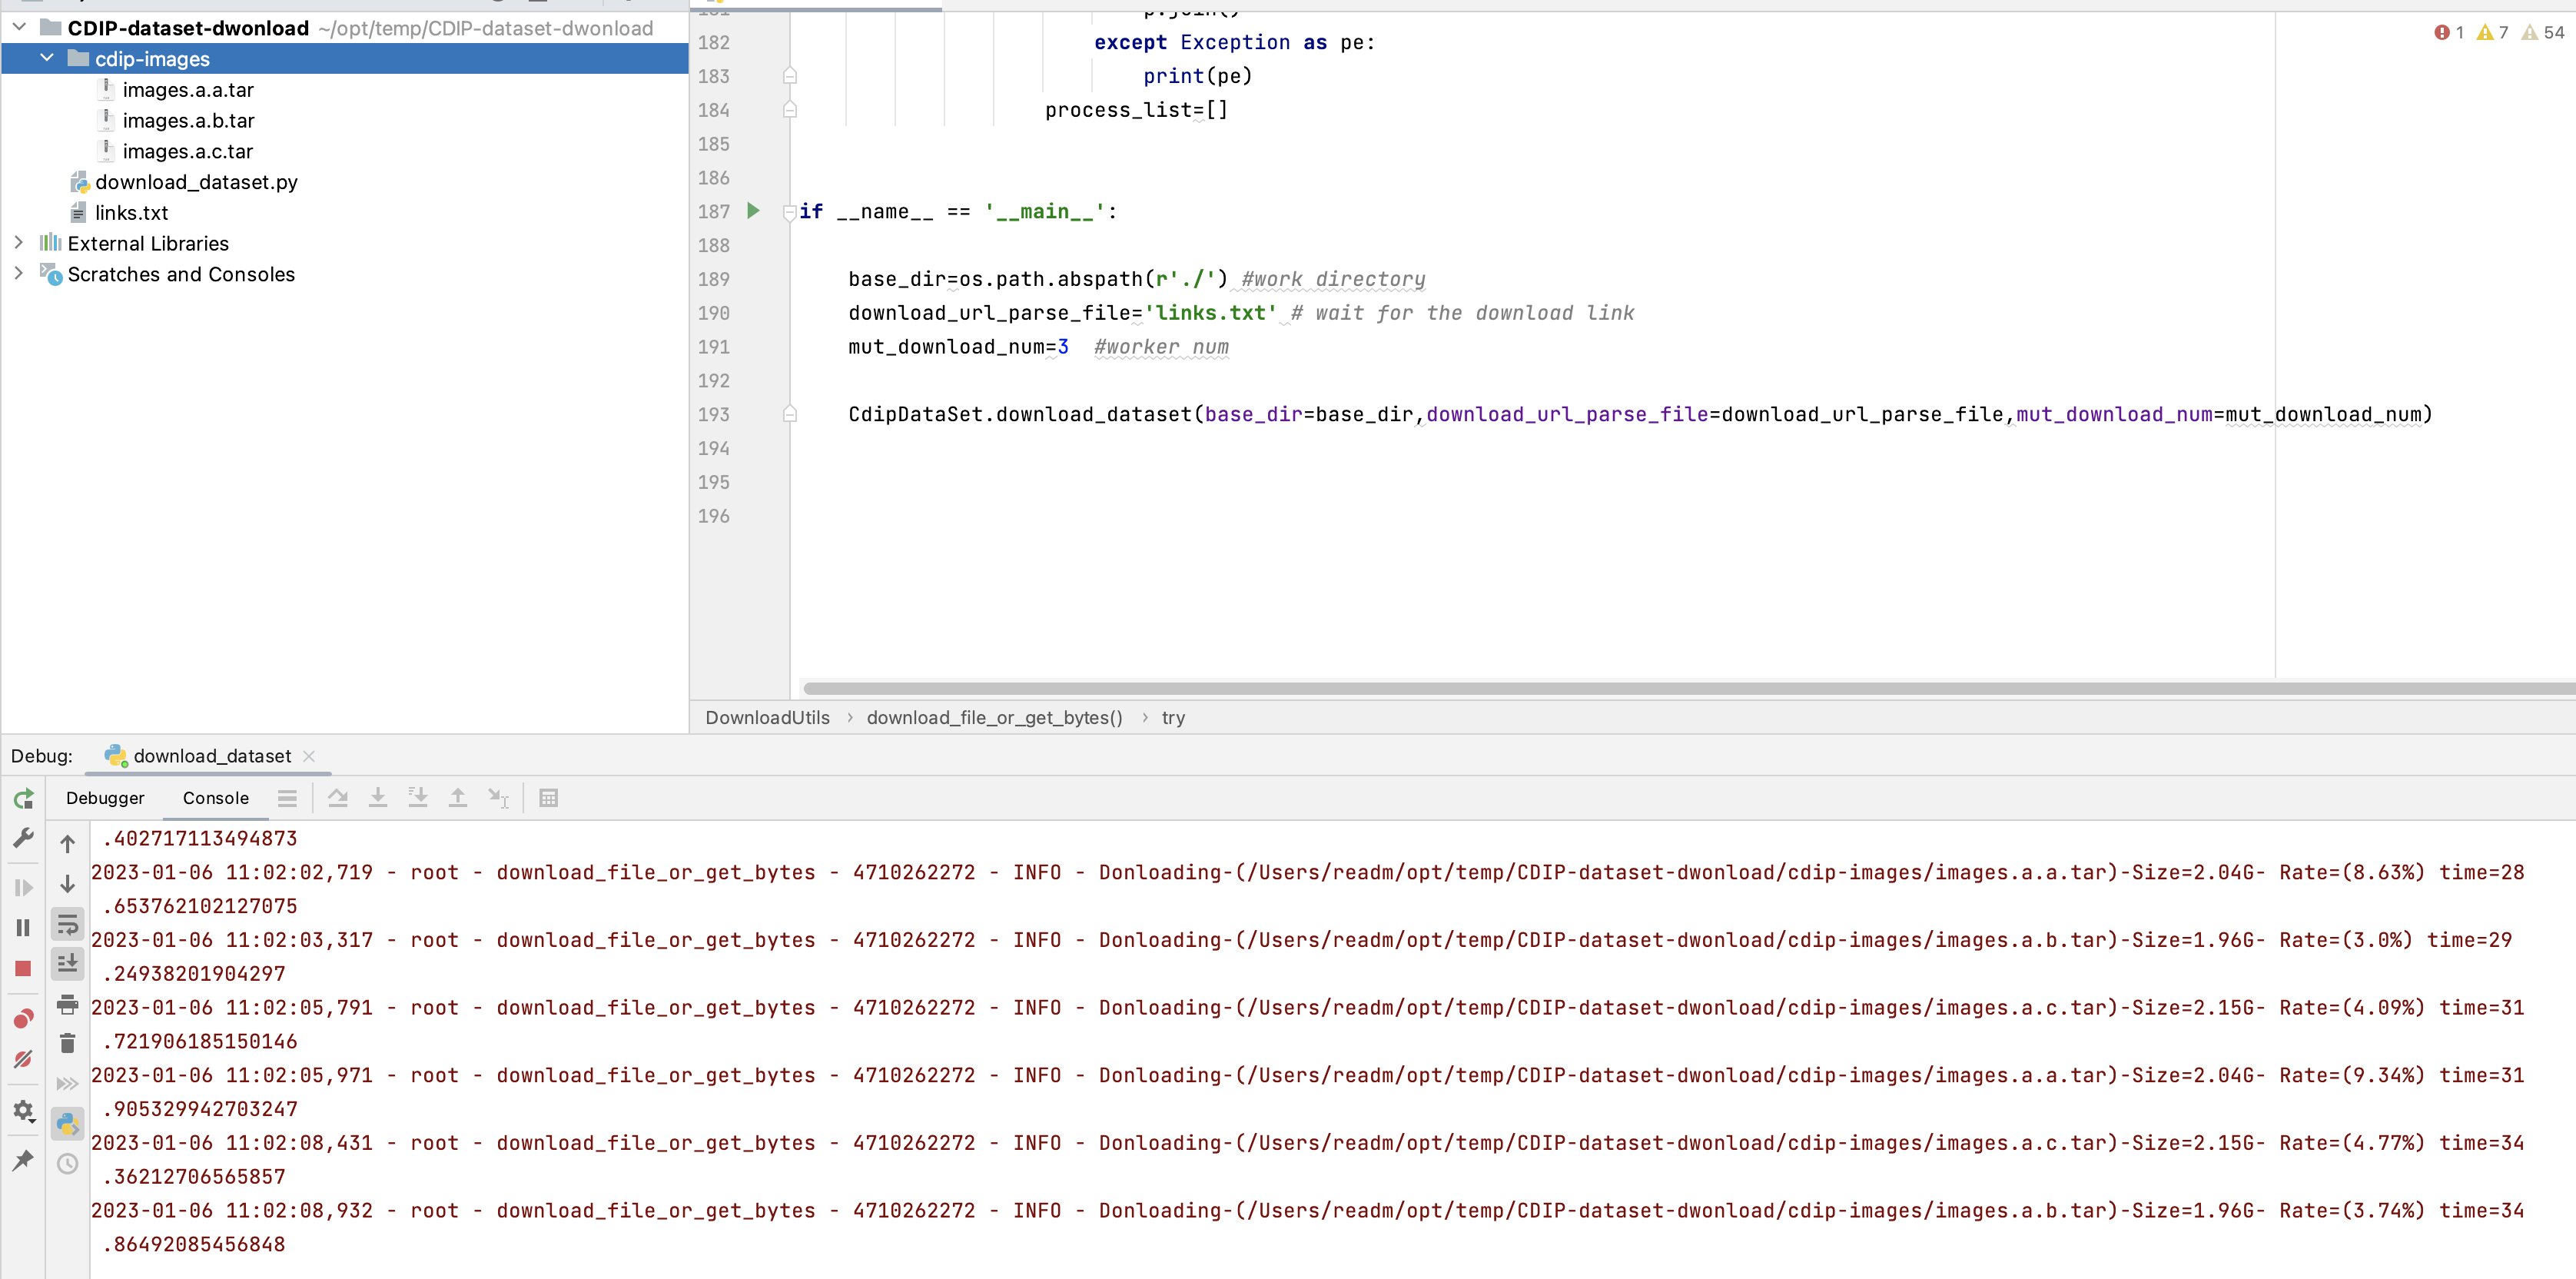 CDIP-dataset-dwonload ~/opt/temp/CDIP-dataset-dwonload
cdip-images
images.a.a.tar
images.a.b.tar
images.a.c.tar
download_dataset.py
links.txt
External Libraries
Scratches and Consoles
1 7 54
181 p.join()
182 except Exception as pe:
183 print(pe)
184 process_list=[]
185
186
187 if __name__ == '__main__':
188
189 base_dir=os.path.abspath(r'./') #work directory
190 download_url_parse_file='links.txt' # wait for the download link
191 mut_download_num=3 #worker num
192
193 CdipDataSet.download_dataset(base_dir=base_dir,download_url_parse_file=download_url_parse_file,mut_download_num=mut_download_num)
194
195
196
DownloadUtils › download_file_or_get_bytes() › try
Debug: download_dataset
Debugger Console
.402717113494873
2023-01-06 11:02:02,719 - root - download_file_or_get_bytes - 4710262272 - INFO - Donloading-(/Users/readm/opt/temp/CDIP-dataset-dwonload/cdip-images/images.a.a.tar)-Size=2.04G- Rate=(8.63%) time=28
.653762102127075
2023-01-06 11:02:03,317 - root - download_file_or_get_bytes - 4710262272 - INFO - Donloading-(/Users/readm/opt/temp/CDIP-dataset-dwonload/cdip-images/images.a.b.tar)-Size=1.96G- Rate=(3.0%) time=29
.24938201904297
2023-01-06 11:02:05,791 - root - download_file_or_get_bytes - 4710262272 - INFO - Donloading-(/Users/readm/opt/temp/CDIP-dataset-dwonload/cdip-images/images.a.c.tar)-Size=2.15G- Rate=(4.09%) time=31
.721906185150146
2023-01-06 11:02:05,971 - root - download_file_or_get_bytes - 4710262272 - INFO - Donloading-(/Users/readm/opt/temp/CDIP-dataset-dwonload/cdip-images/images.a.a.tar)-Size=2.04G- Rate=(9.34%) time=31
.905329942703247
2023-01-06 11:02:08,431 - root - download_file_or_get_bytes - 4710262272 - INFO - Donloading-(/Users/readm/opt/temp/CDIP-dataset-dwonload/cdip-images/images.a.c.tar)-Size=2.15G- Rate=(4.77%) time=34
.36212706565857
2023-01-06 11:02:08,932 - root - download_file_or_get_bytes - 4710262272 - INFO - Donloading-(/Users/readm/opt/temp/CDIP-dataset-dwonload/cdip-images/images.a.b.tar)-Size=1.96G- Rate=(3.74%) time=34
.86492085456848